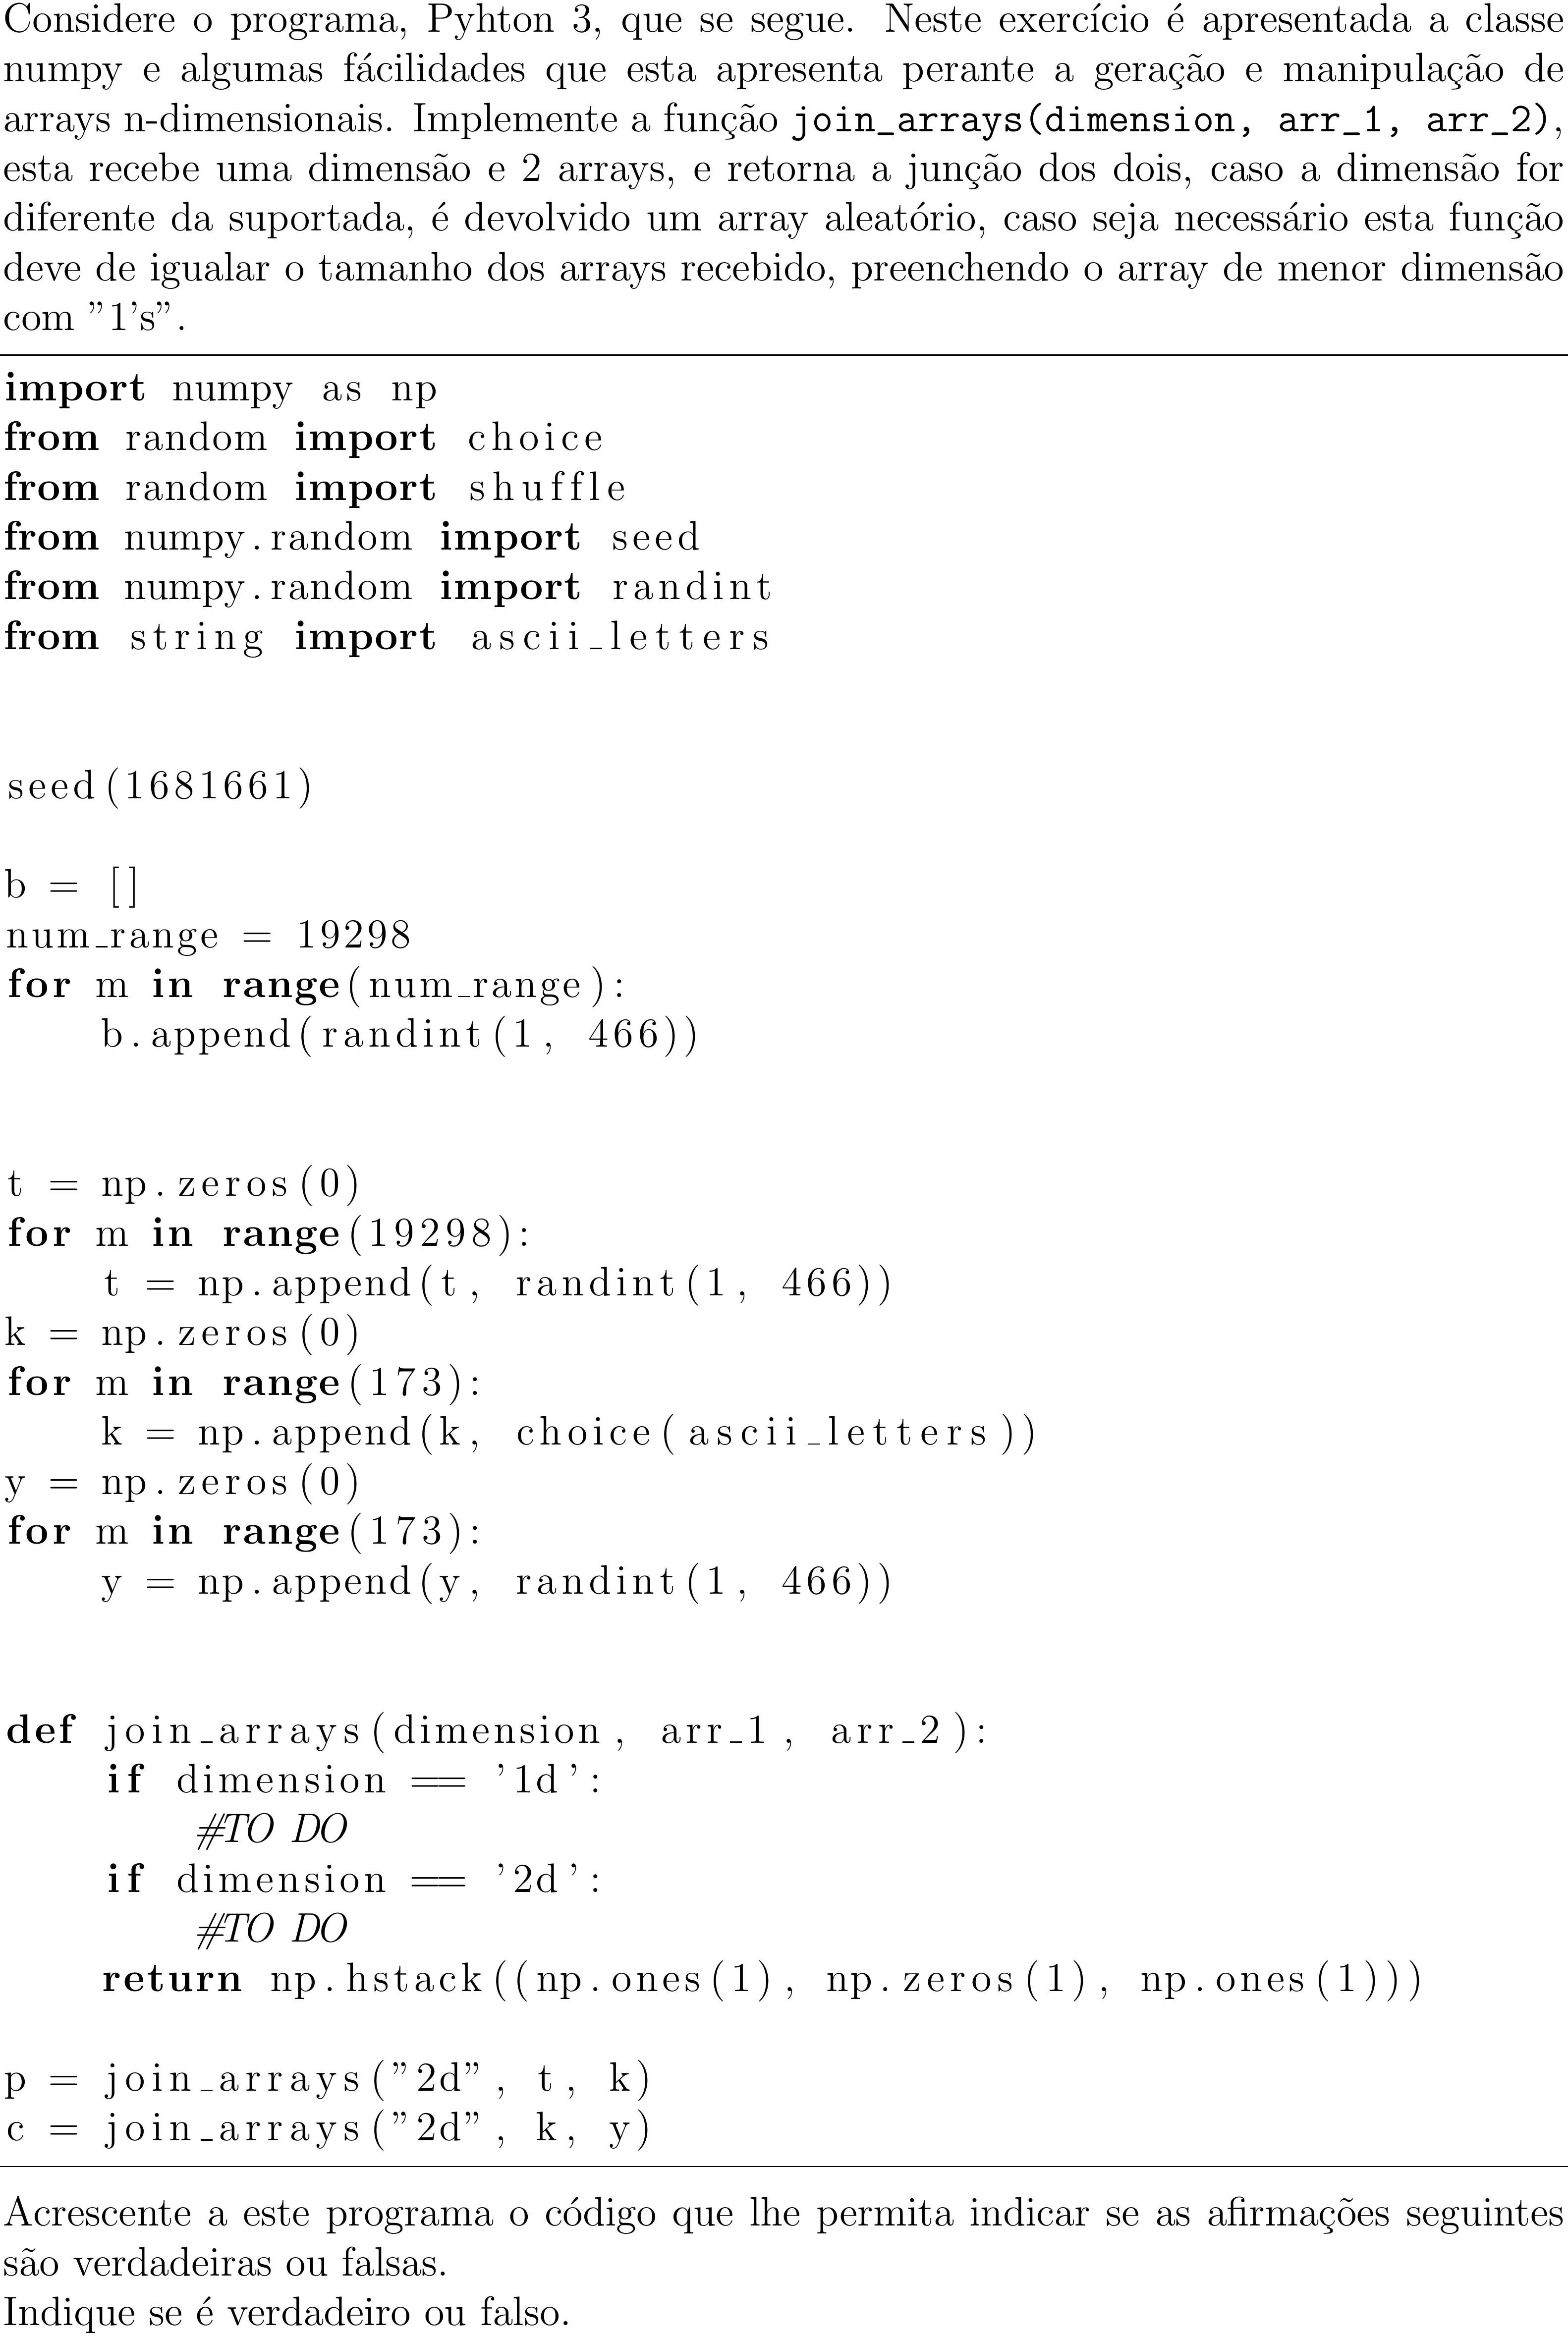 Considere o programa, Pyhton 3, que se segue. Neste exercício é apresentada a classe
numpy e algumas fácilidades que esta apresenta perante a geração e manipulação de
arrays n-dimensionais. Implemente a função join_arrays(dimension, arr_1, arr_2),
esta recebe uma dimensão e 2 arrays, e retorna a junção dos dois, caso a dimensão for
diferente da suportada, é devolvido um array aleatório, caso seja necessário esta função
deve de igualar o tamanho dos arrays recebido, preenchendo o array de menor dimensão
com ”1’s”.
import numpy as np
from random import choice
from random import shuffle
from numpy.random import seed
from numpy.random import randint
from string import ascii_letters
seed(1681661)
b = []
num_range = 19298
for m in range(num_range):
    b.append(randint(1, 466))
t = np.zeros(0)
for m in range(19298):
    t = np.append(t, randint(1, 466))
k = np.zeros(0)
for m in range(173):
    k = np.append(k, choice(ascii_letters))
y = np.zeros(0)
for m in range(173):
    y = np.append(y, randint(1, 466))
def join_arrays(dimension, arr_1, arr_2):
    if dimension == ’1d’:
        #TO DO
    if dimension == ’2d’:
        #TO DO
    return np.hstack((np.ones(1), np.zeros(1), np.ones(1)))
p = join_arrays(”2d”, t, k)
c = join_arrays(”2d”, k, y)
Acrescente a este programa o código que lhe permita indicar se as afirmações seguintes
são verdadeiras ou falsas.
Indique se é verdadeiro ou falso.